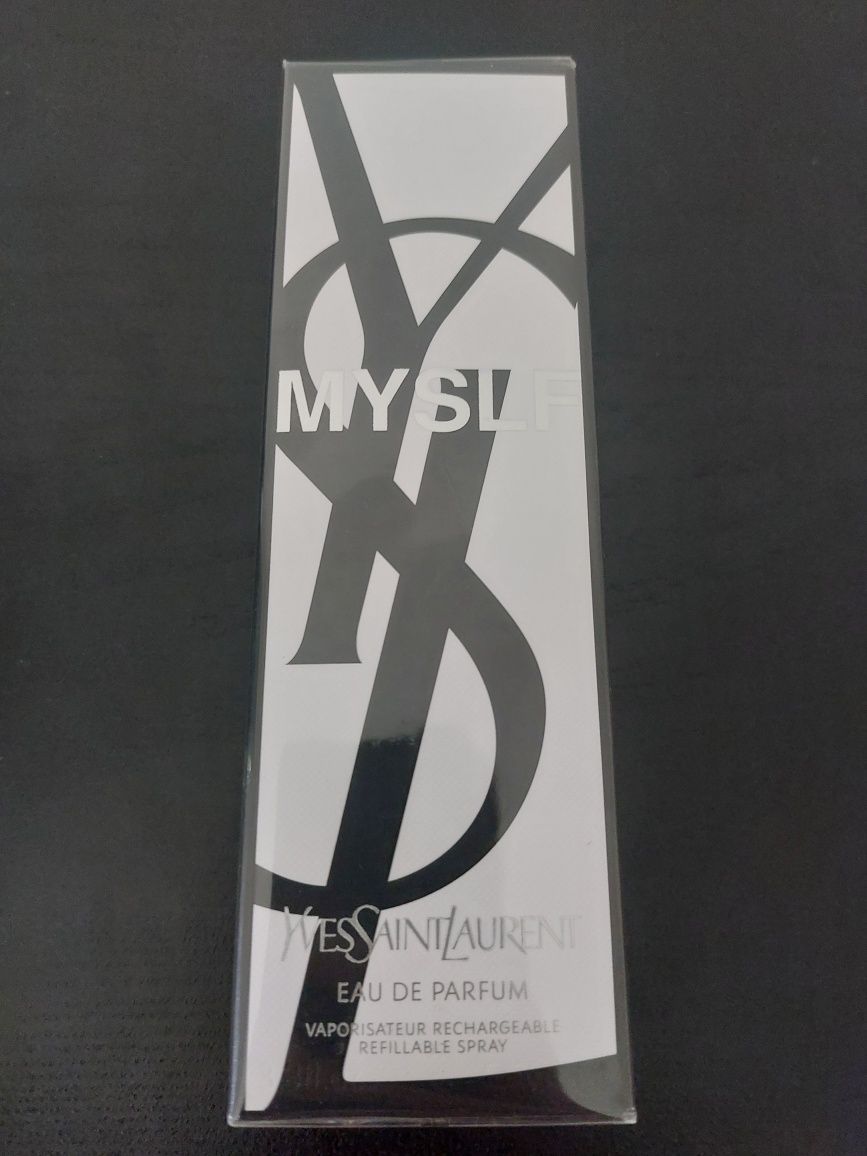 MYSLF
YVESSAINTLAURENT
EAU DE PARFUM
VAPORISATEUR RECHARGEABLE
REFILLABLE SPRAY